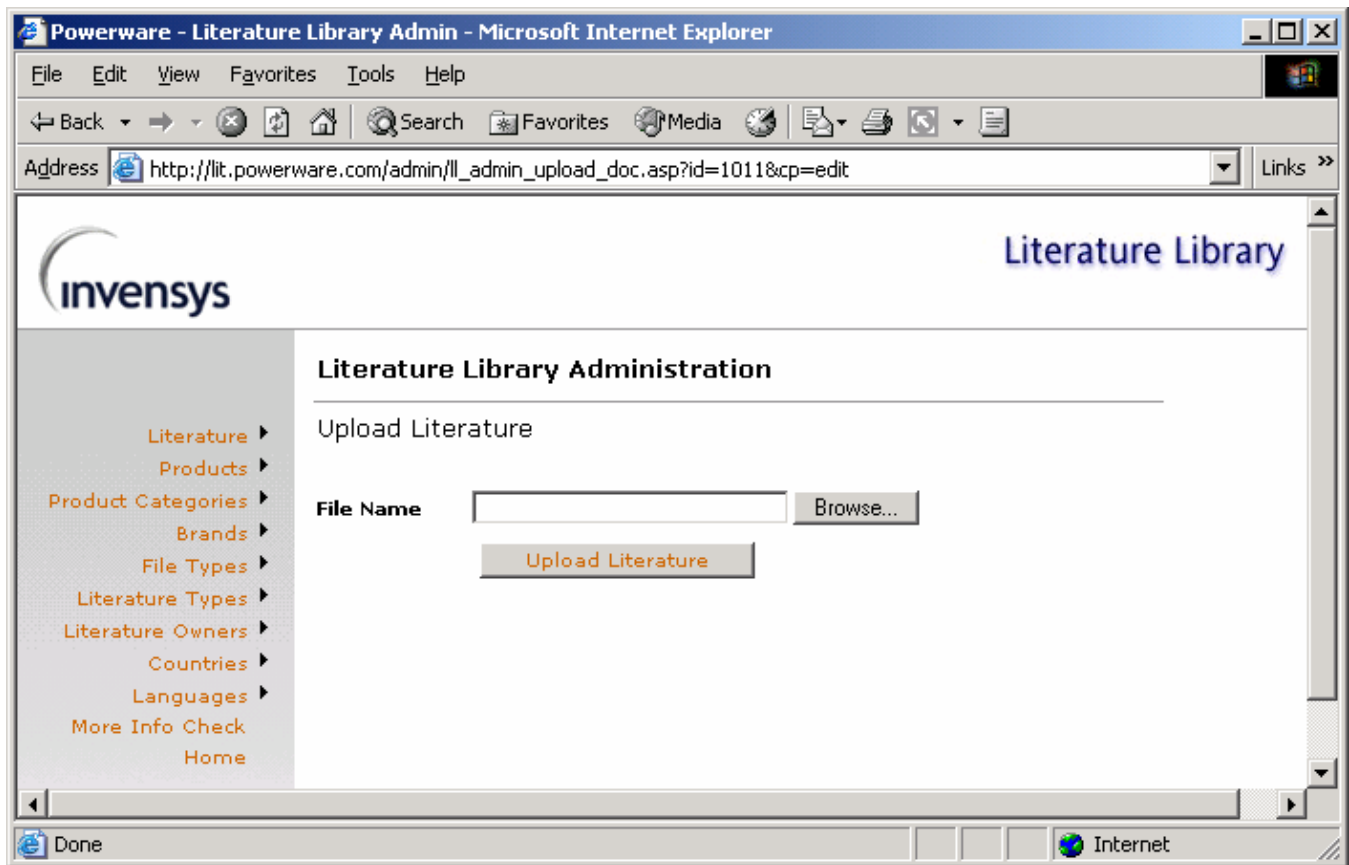 Powerware - Literature Library Admin - Microsoft Internet Explorer
File Edit View Favorites Tools Help
Back Search Favorites Media
Address http://lit.powerware.com/admin/ll_admin_upload_doc.asp?id=1011&cp=edit Links »
invensys
Literature Library
Literature Library Administration
Upload Literature
File Name Browse...
Upload Literature
Literature
Products
Product Categories
Brands
File Types
Literature Types
Literature Owners
Countries
Languages
More Info Check
Home
Done Internet